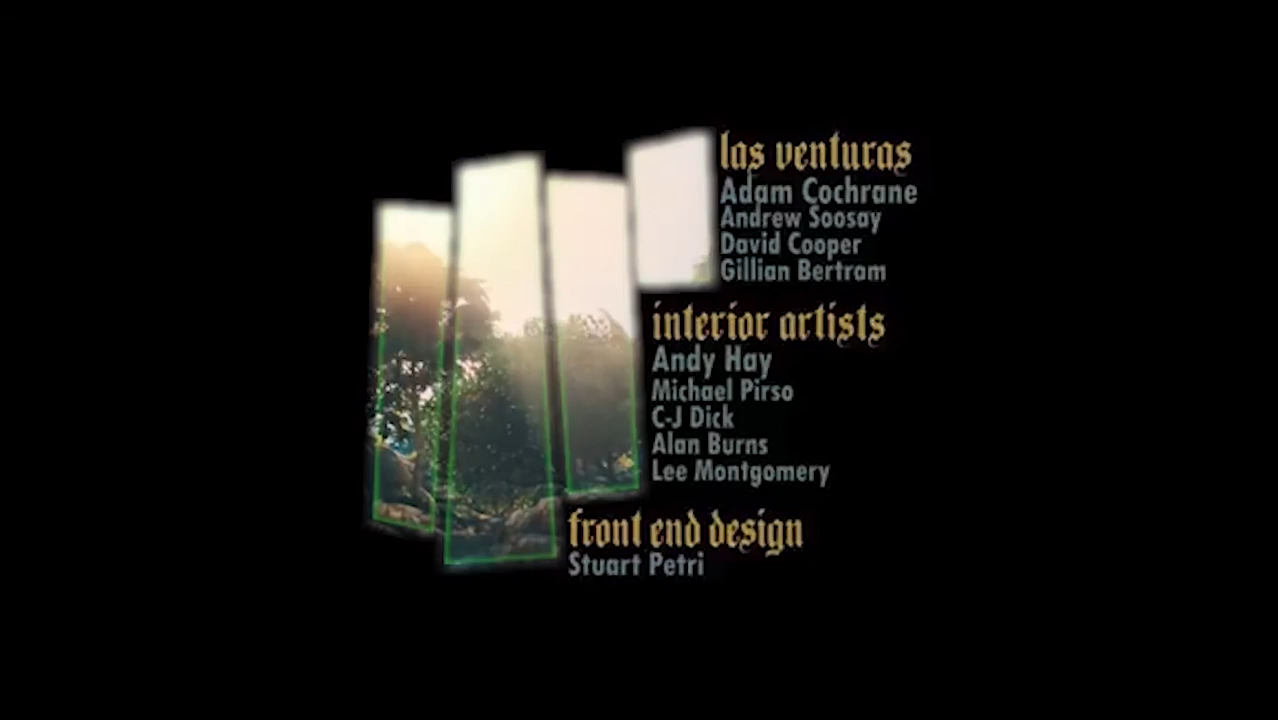 las venturas
Adam Cochrane
Andrew Soosay
David Cooper
Gillian Bertram
interior artists
Andy Hay
Michael Pirso
C-J Dick
Alan Burns
Lee Montgomery
front end design
Stuart Petri